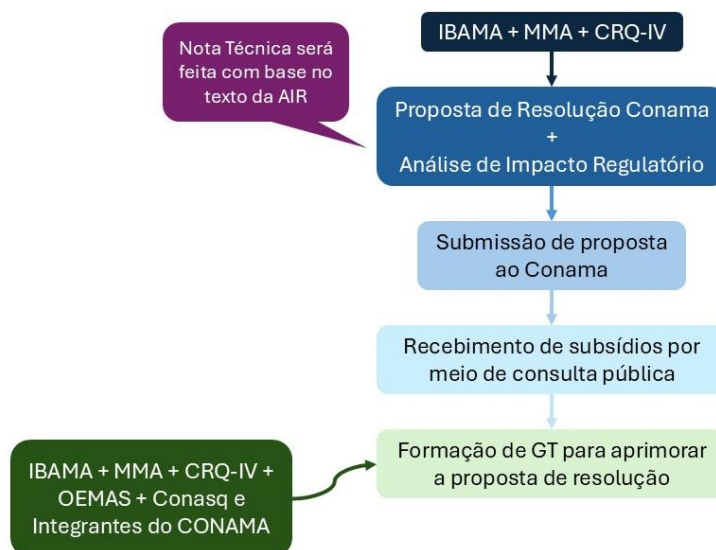 Nota Técnica será
feita com base no
texto da AIR
IBAMA + MMA + CRQ-IV
Proposta de Resolução Conama
+
Análise de Impacto Regulatório
Submissão de proposta
ao Conama
Recebimento de subsídios por
meio de consulta pública
Formação de GT para aprimorar
a proposta de resolução
IBAMA + MMA + CRQ-IV +
OEMAS + Conasq e
Integrantes do CONAMA